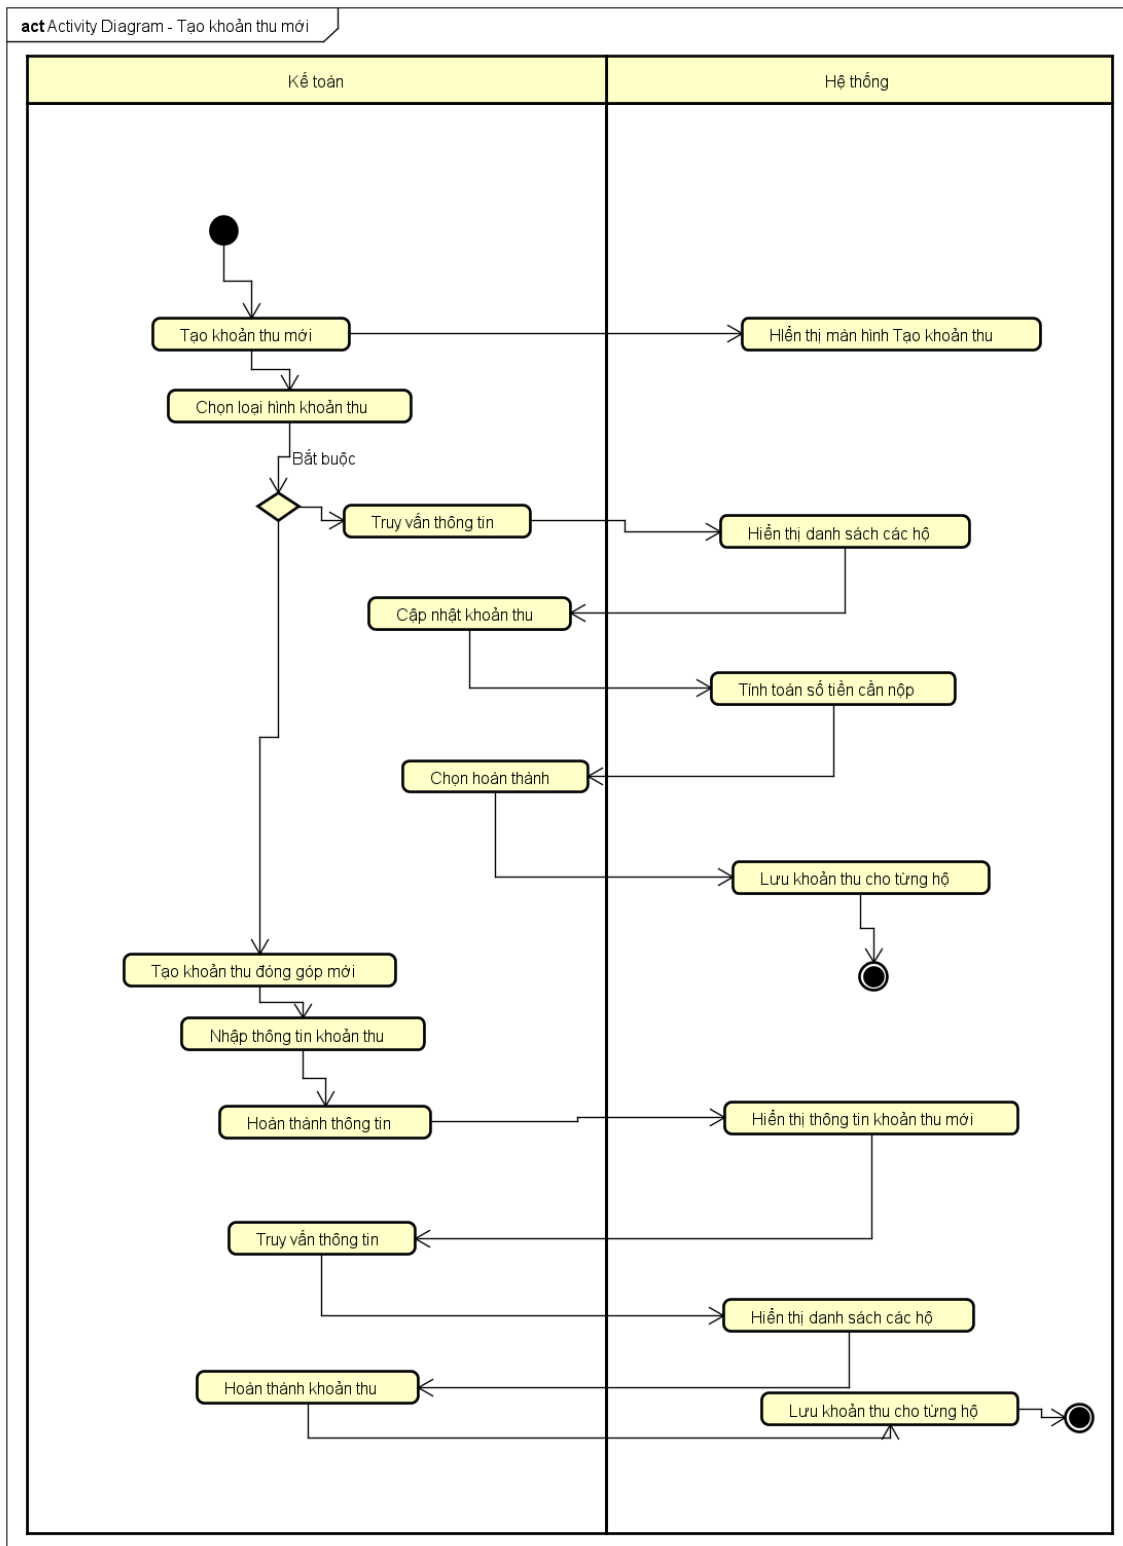 act Activity Diagram - Tạo khoản thu mới
Kế toán
Hệ thống
Tạo khoản thu mới
HIển thị màn hình Tạo khoản thu
Chọn loại hình khoản thu
Bắt buộc
Truy vấn thông tin
Hiển thị danh sách các hộ
Cập nhật khoản thu
Tính toán số tiền cần nộp
Chọn hoàn thành
Lưu khoản thu cho từng hộ
Tạo khoản thu đóng góp mới
Nhập thông tin khoản thu
Hoàn thành thông tin
Hiển thị thông tin khoản thu mới
Truy vấn thông tin
Hiển thị danh sách các hộ
Hoàn thành khoản thu
Lưu khoản thu cho từng hộ